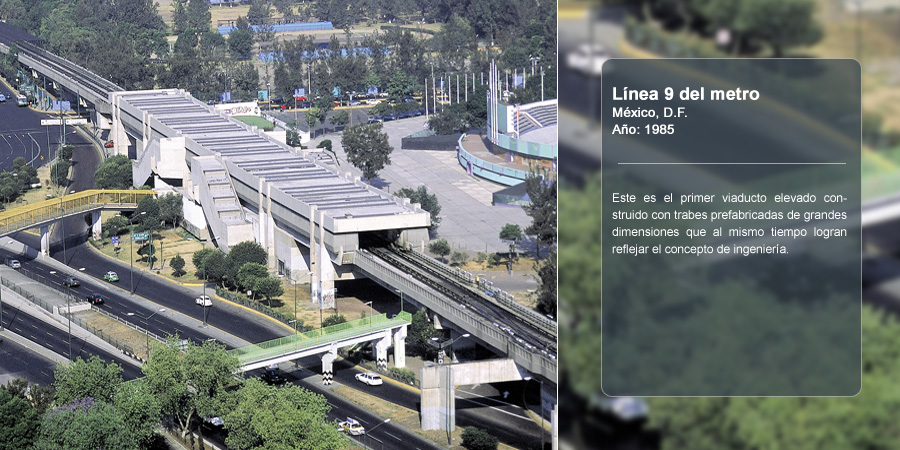 Línea 9 del metro
México, D.F.
Año: 1985
Este es el primer viaducto elevado con-
struido con trabes prefabricadas de grandes
dimensiones que al mismo tiempo logran
reflejar el concepto de ingeniería.